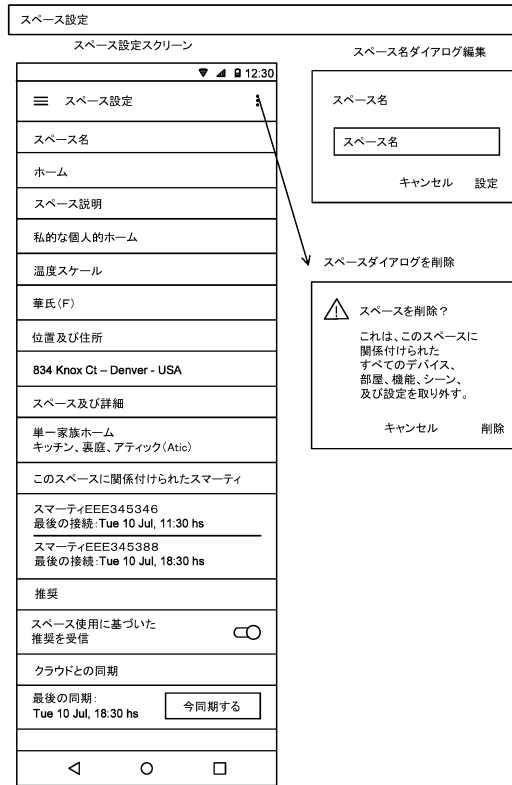 スペース設定
スペース設定スクリーン
12:30
スペース設定
スペース名
ホーム
スペース説明
私的な個人的ホーム
温度スケール
華氏(F)
位置及び住所
834 Knox Ct – Denver - USA
スペース及び詳細
単一家族ホーム
キッチン、裏庭、アティック(Atic)
このスペースに関係付けられたスマーティ
スマーティEEE345346
最後の接続:Tue 10 Jul, 11:30 hs
スマーティEEE345388
最後の接続:Tue 10 Jul, 18:30 hs
推奨
スペース使用に基づいた
推奨を受信
クラウドとの同期
最後の同期:
Tue 10 Jul, 18:30 hs
今同期する
スペース名ダイアログ編集
スペース名
スペース名
キャンセル 設定
スペースダイアログを削除
スペースを削除?
これは、このスペースに
関係付けられた
すべてのデバイス、
部屋、機能、シーン、
及び設定を取り外す。
キャンセル 削除